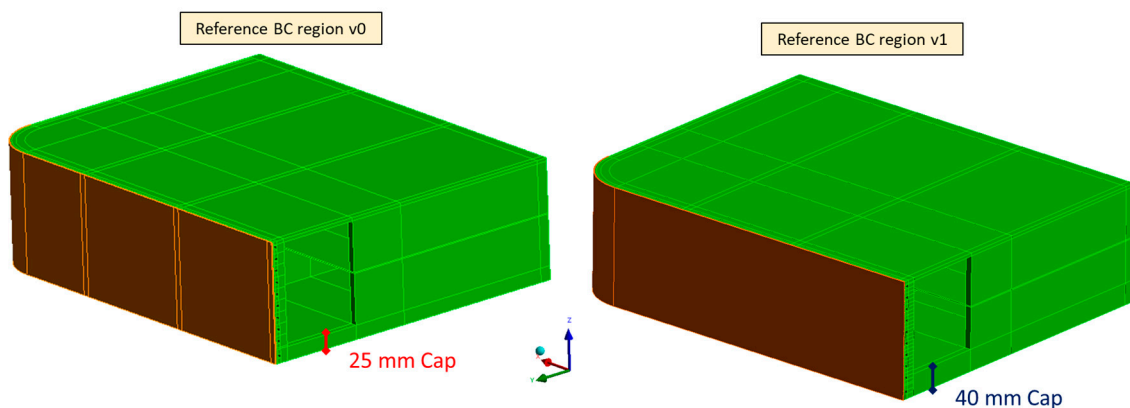 Reference BC region v0
Reference BC region v1
25 mm Cap
Z
Y
40 mm Cap